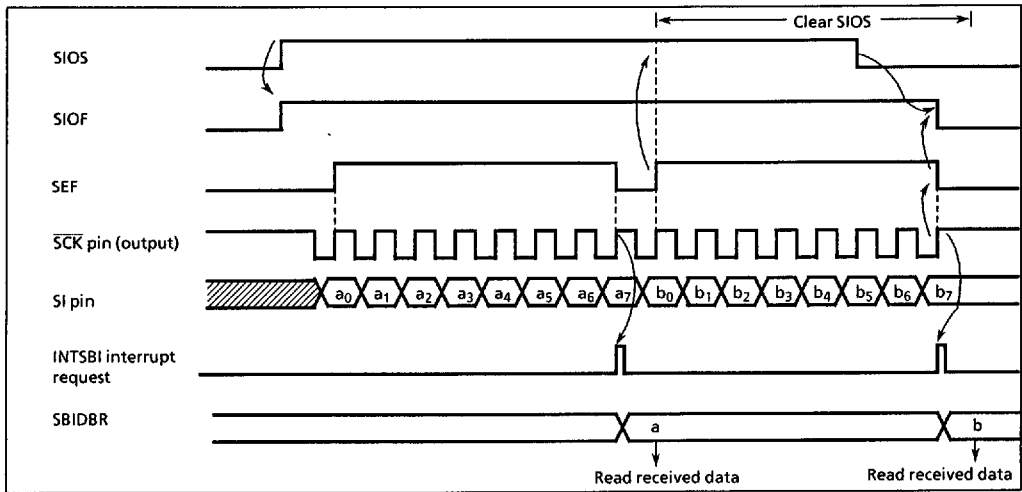 Clear SIOS
SIOS
SIOF
SEF
SCK pin (output)
SI pin
a0 a1 a2 a3 a4 a5 a6 a7 b0 b1 b2 b3 b4 b5 b6 b7
INTSBI interrupt
request
SBIDBR
a b
Read received data Read received data